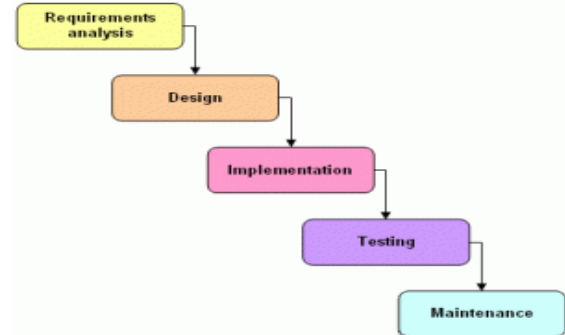 Requirements
analysis
Design
Implementation
Testing
Maintenance